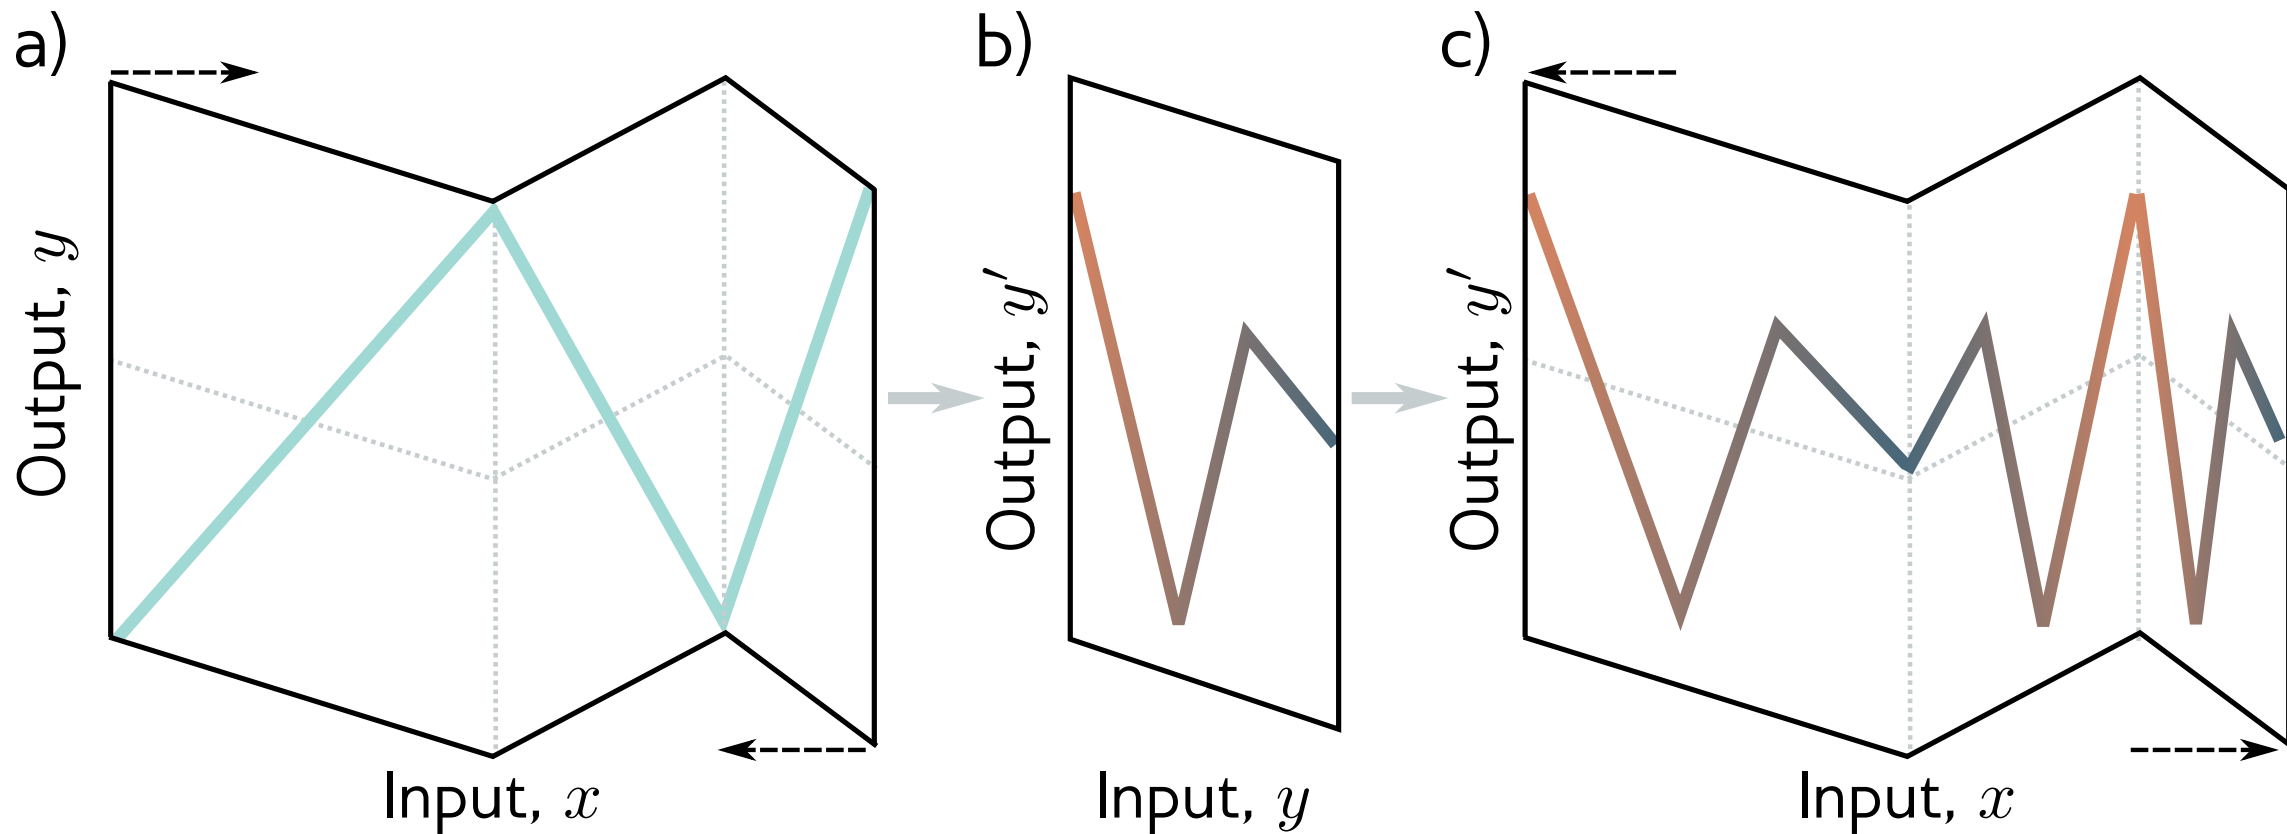 a)
b)
c)
Output, y
Output, y′
Output, y′
Input, x
Input, y
Input, x